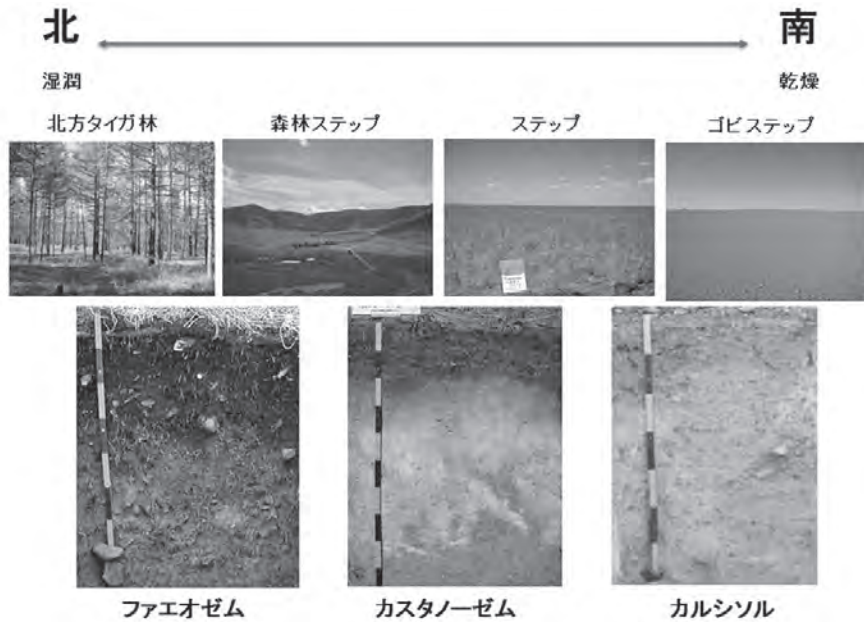 北 南
湿潤 乾燥
北方タイガ林 森林ステップ ステップ ゴビステップ
ファエオゼム カスタノーゼム カルシソル